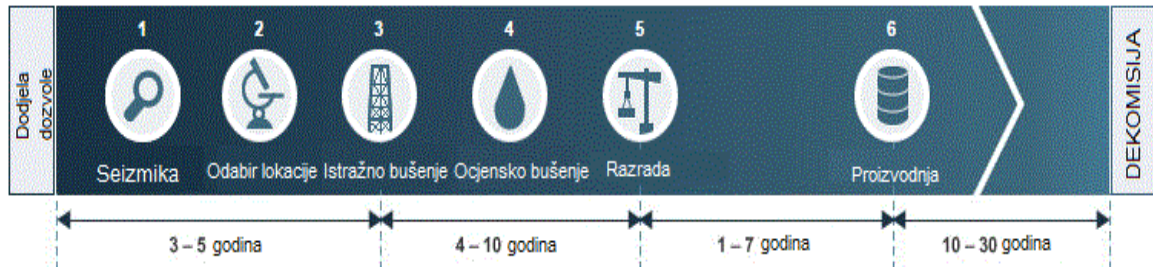 Dodjela
dozvole
1
2
3
4
5
6
Seizmika
Odabir lokacije
Istražno bušenje
Ocjensko bušenje
Razrada
Proizvodnja
DEKOMISIJA
3 – 5 godina
4 – 10 godina
1 – 7 godina
10 – 30 godina